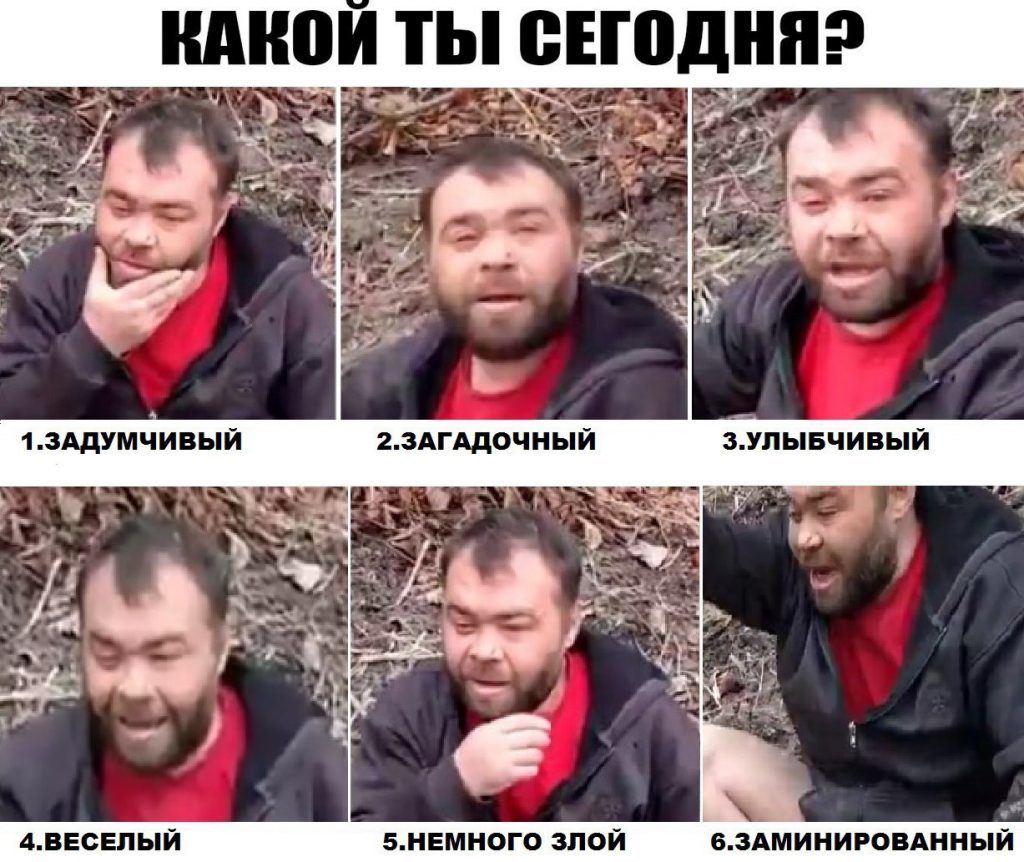 КАКОЙ ТЫ СЕГОДНЯ?
1.ЗАДУМЧИВЫЙ
2.ЗАГАДОЧНЫЙ
3.УЛЫБЧИВЫЙ
4.ВЕСЕЛЫЙ
5.НЕМНОГО ЗЛОЙ
6.ЗАМИНИРОВАННЫЙ